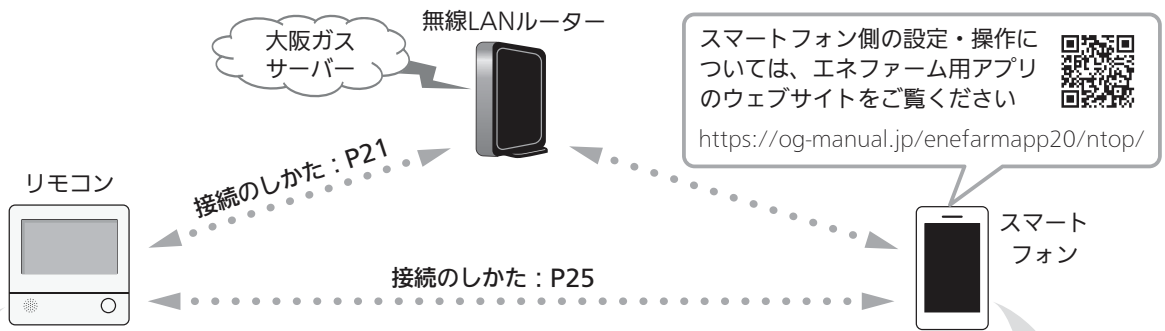 大阪ガス
サーバー
無線LANルーター
スマートフォン側の設定・操作に
ついては、エネファーム用アプリ
のウェブサイトをご覧ください
https://og-manual.jp/enefarmapp20/ntop/
接続のしかた：P21
リモコン
スマート
フォン
接続のしかた：P25